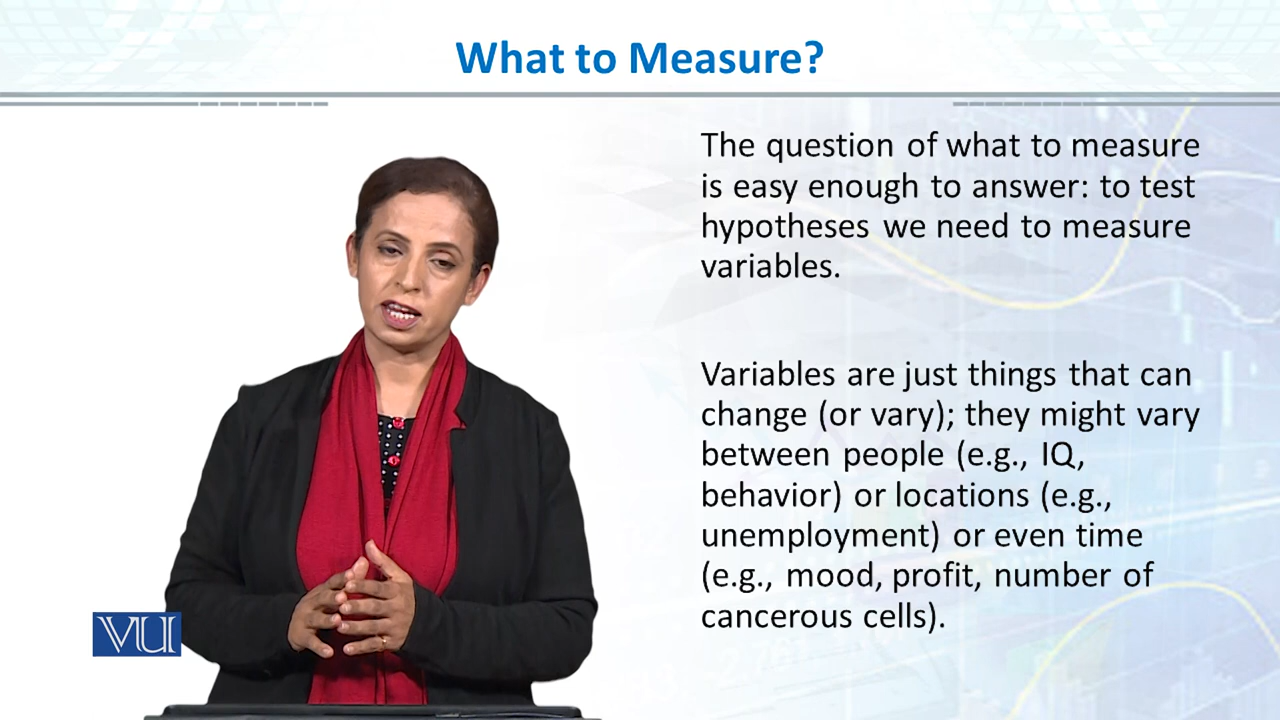 What to Measure?
The question of what to measure
is easy enough to answer: to test
hypotheses we need to measure
variables.
Variables are just things that can
change (or vary); they might vary
between people (e.g., IQ,
behavior) or locations (e.g.,
unemployment) or even time
(e.g., mood, profit, number of
cancerous cells).
VU